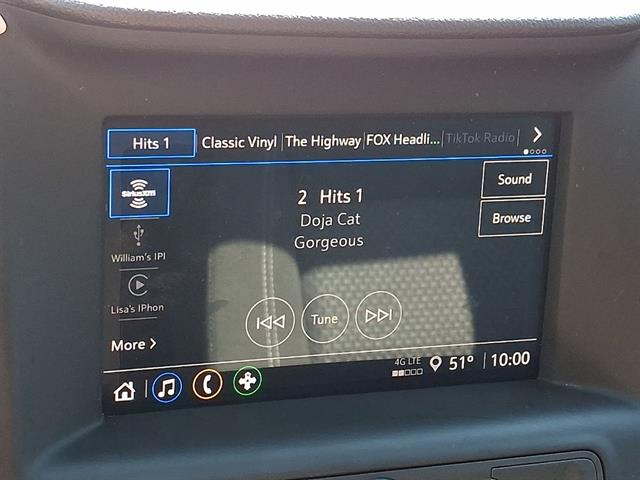 Hits 1 Classic Vinyl The Highway FOX Headli... TikTok Radio
SiriusXM
2 Hits 1
Doja Cat
Gorgeous
Sound
Browse
William's IPI
Lisa's IPhon
Tune
More
4G LTE
51° 10:00